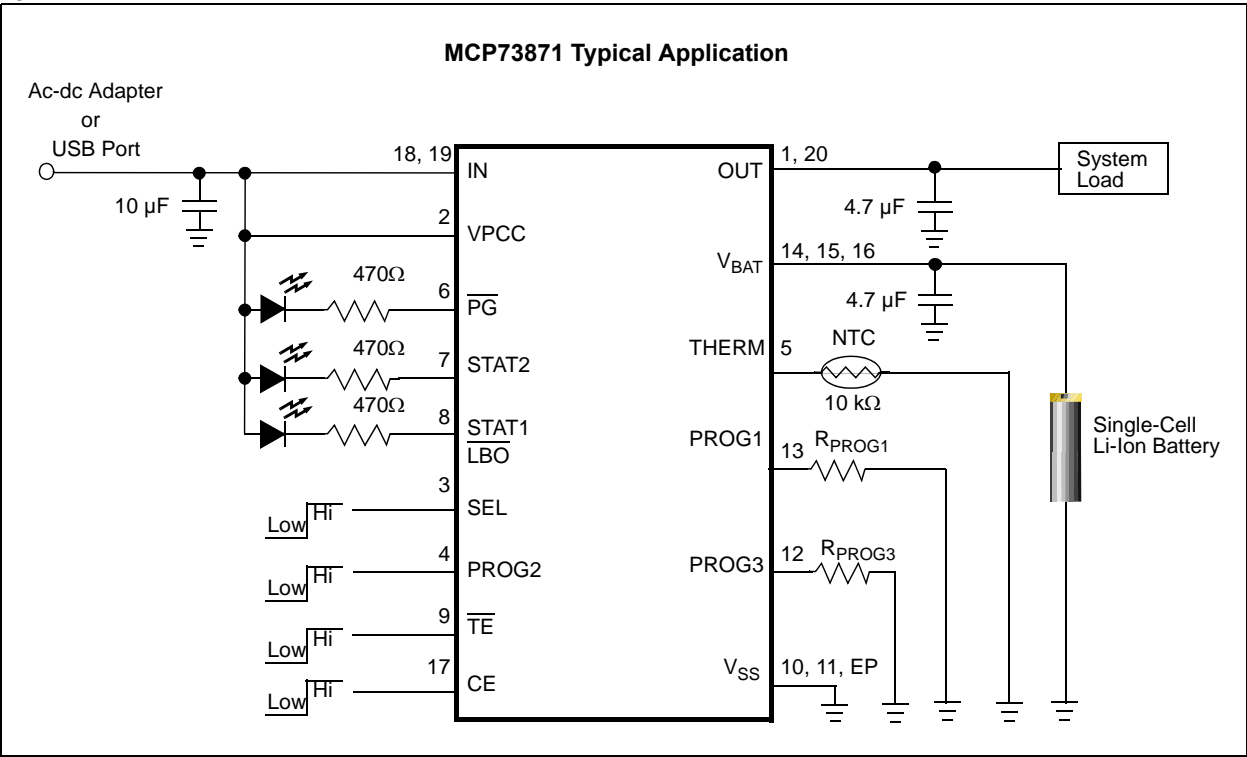 MCP73871 Typical Application
Ac-dc Adapter
or
USB Port
18, 19
IN
OUT
1, 20
System
Load
10 µF
4.7 µF
2
VPCC
VBAT
14, 15, 16
470Ω
6
PG
4.7 µF
470Ω
7
STAT2
THERM
5
NTC
10 kΩ
470Ω
8
STAT1
LBO
PROG1
13
RPROG1
Single-Cell
Li-Ion Battery
3
SEL
Low
Hi
4
PROG2
Low
Hi
PROG3
12
RPROG3
9
TE
Low
Hi
17
CE
Low
Hi
VSS
10, 11, EP